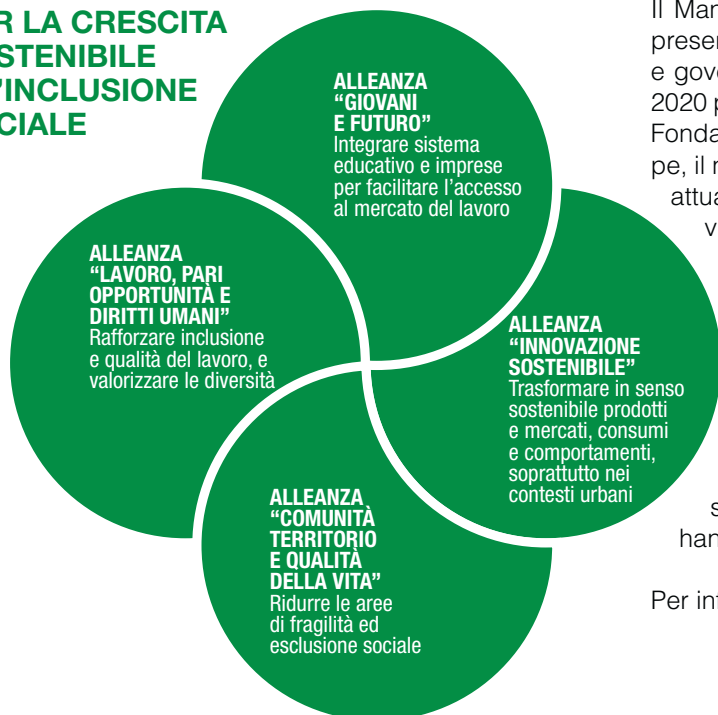 R LA CRESCITA
STENIBILE
'INCLUSIONE
CIALE
ALLEANZA
“GIOVANI
E FUTURO”
Integrare sistema
educativo e imprese
per facilitare l’accesso
al mercato del lavoro
ALLEANZA
“LAVORO, PARI
OPPORTUNITÀ E
DIRITTI UMANI”
Rafforzare inclusione
e qualità del lavoro, e
valorizzare le diversità
ALLEANZA
“INNOVAZIONE
SOSTENIBILE”
Trasformare in senso
sostenibile prodotti
e mercati, consumi
e comportamenti,
soprattutto nei
contesti urbani
ALLEANZA
“COMUNITÀ
TERRITORIO
E QUALITÀ
DELLA VITA”
Ridurre le aree
di fragilità ed
esclusione sociale
Il Man
presen
e gove
2020 p
Fonda
pe, il r
attua
v
s
han
Per inf